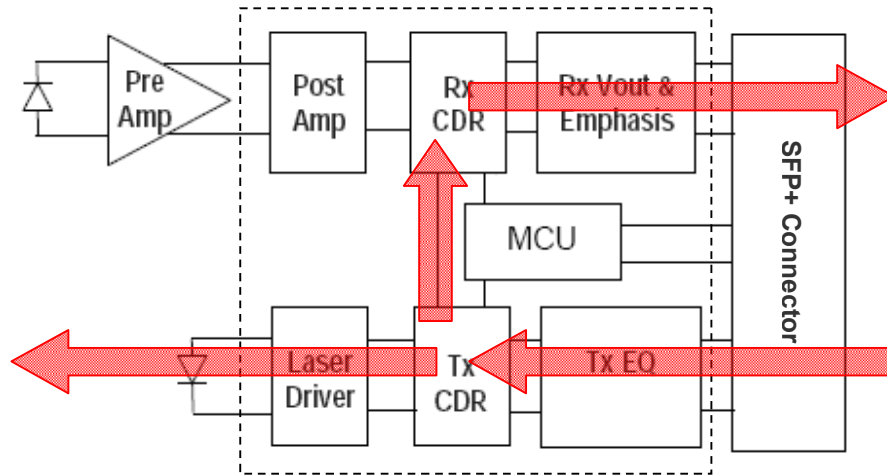 Pre
Amp
Post
Amp
Rx
CDR
Rx Vout &
Emphasis
SFP+ Connector
MCU
Laser
Driver
Tx
CDR
Tx EQ